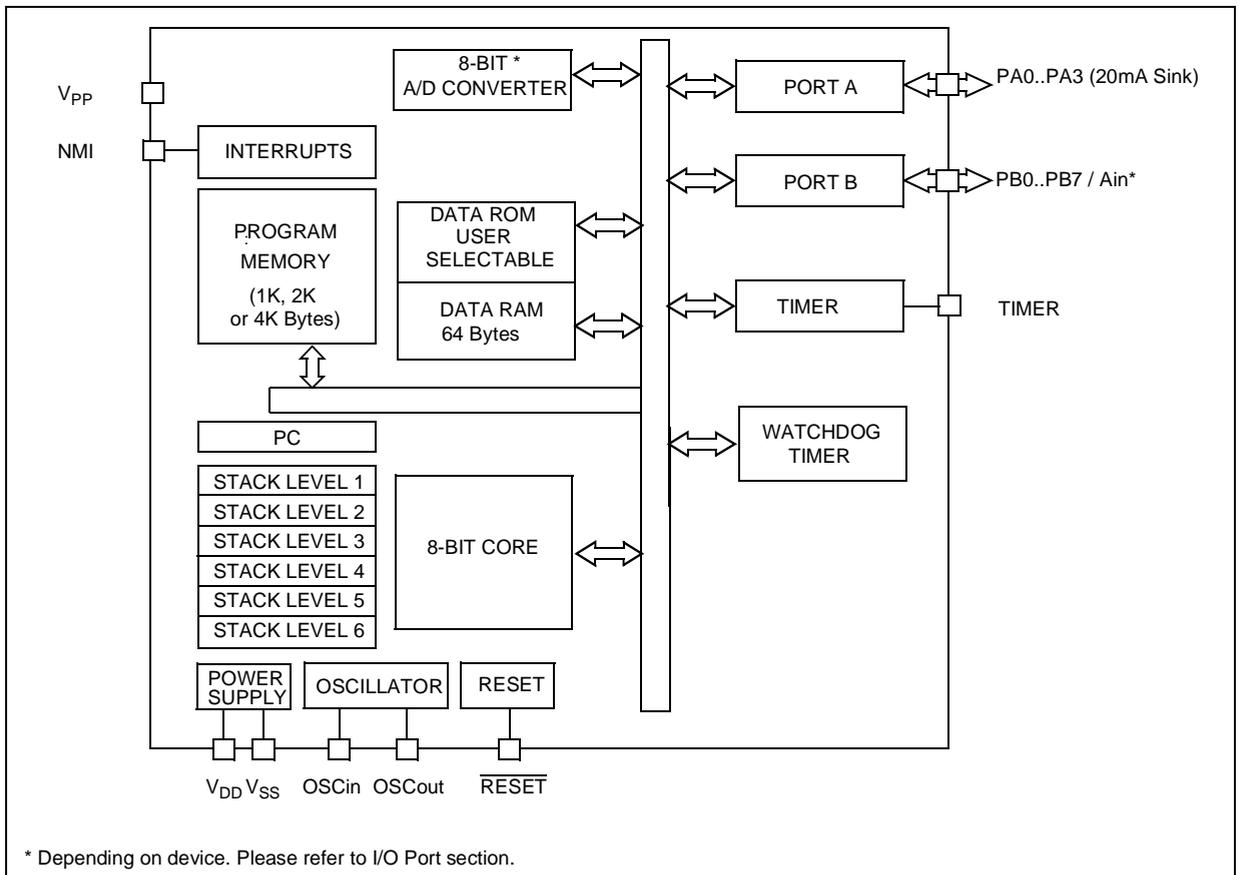 8-BIT *
A/D CONVERTER
PORT A
PA0..PA3 (20mA Sink)
VPP
NMI
INTERRUPTS
PORT B
PB0..PB7 / Ain*
PROGRAM
:
MEMORY
(1K, 2K
or 4K Bytes)
DATA ROM
USER
SELECTABLE
DATA RAM
64 Bytes
TIMER
TIMER
PC
WATCHDOG
TIMER
STACK LEVEL 1
STACK LEVEL 2
STACK LEVEL 3
STACK LEVEL 4
STACK LEVEL 5
STACK LEVEL 6
8-BIT CORE
POWER
SUPPLY
OSCILLATOR
RESET
VDD VSS OSCin OSCout RESET
* Depending on device. Please refer to I/O Port section.